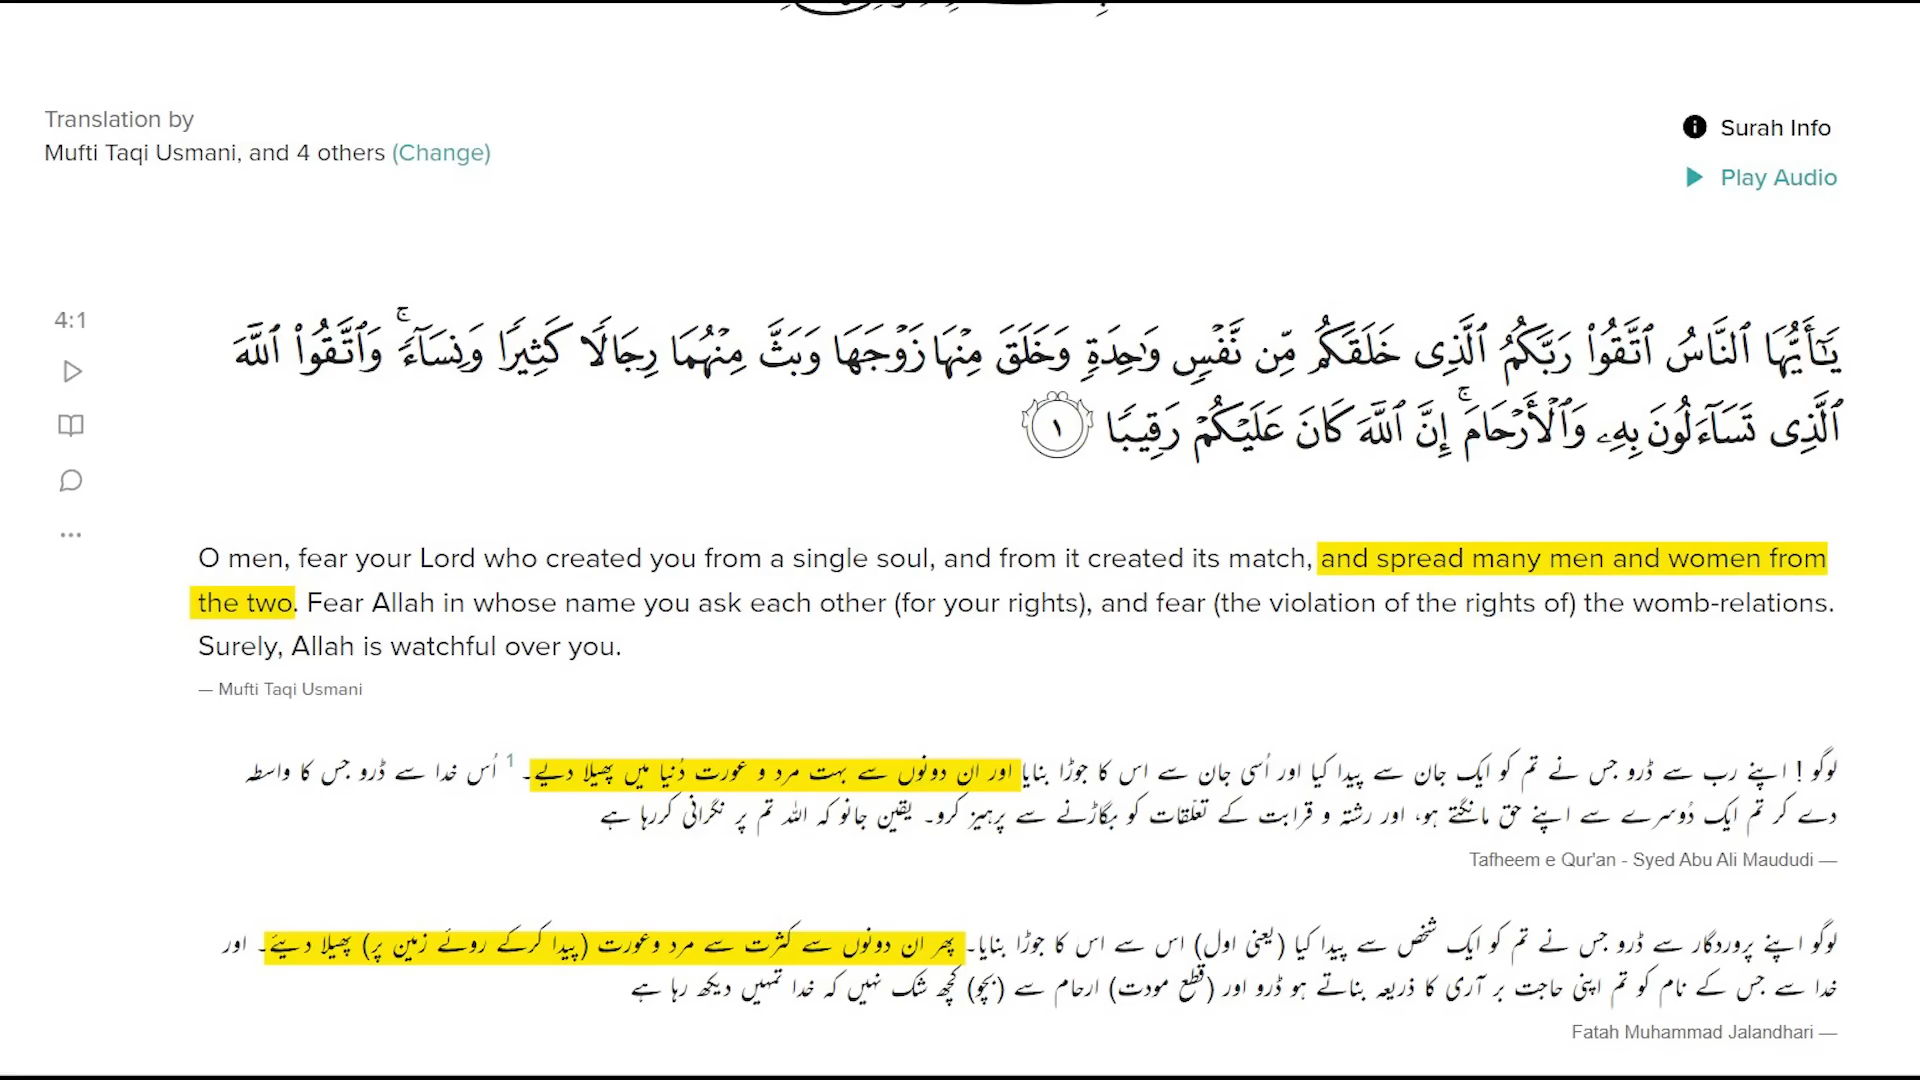 Translation by
Mufti Taqi Usmani, and 4 others (Change)
Surah Info
Play Audio
4:1
يَـٰٓأَيُّهَا ٱلنَّاسُ ٱتَّقُوا۟ رَبَّكُمُ ٱلَّذِى خَلَقَكُم مِّن نَّفْسٍ وَٰحِدَةٍ وَخَلَقَ مِنْهَا زَوْجَهَا وَبَثَّ مِنْهُمَا رِجَالًا كَثِيرًا وَنِسَآءً ۚ وَٱتَّقُوا۟ ٱللَّهَ
ٱلَّذِى تَسَآءَلُونَ بِهِۦ وَٱلْأَرْحَامَ ۚ إِنَّ ٱللَّهَ كَانَ عَلَيْكُمْ رَقِيبًا ١
O men, fear your Lord who created you from a single soul, and from it created its match, and spread many men and women from
the two. Fear Allah in whose name you ask each other (for your rights), and fear (the violation of the rights of) the womb-relations.
Surely, Allah is watchful over you.
— Mufti Taqi Usmani
لوگو ! اپنے رب سے ڈرو جس نے تم کو ایک جان سے پیدا کیا اور اُسی جان سے اس کا جوڑا بنایا اور ان دونوں سے بہت مرد و عورت دُنیا میں پھیلا دیے۔ 1 اُس خدا سے ڈرو جس کا واسطہ
دے کر تم ایک دُوسرے سے اپنے حق مانگتے ہو، اور رشتہ و قرابت کے تعلّقات کو بگاڑنے سے پرہیز کرو۔ یقین جانو کہ اللہ تم پر نگرانی کررہا ہے
Tafheem e Qur'an - Syed Abu Ali Maududi —
لوگو اپنے پروردگار سے ڈرو جس نے تم کو ایک شخص سے پیدا کیا (یعنی اول) اس سے اس کا جوڑا بنایا۔ پھر ان دونوں سے کثرت سے مرد وعورت (پیدا کرکے روئے زمین پر) پھیلا دیئے۔ اور
خدا سے جس کے نام کو تم اپنی حاجت بر آری کا ذریعہ بناتے ہو ڈرو اور (قطع مودت) ارحام سے (بچو) کچھ شک نہیں کہ خدا تمہیں دیکھ رہا ہے
Fatah Muhammad Jalandhari —